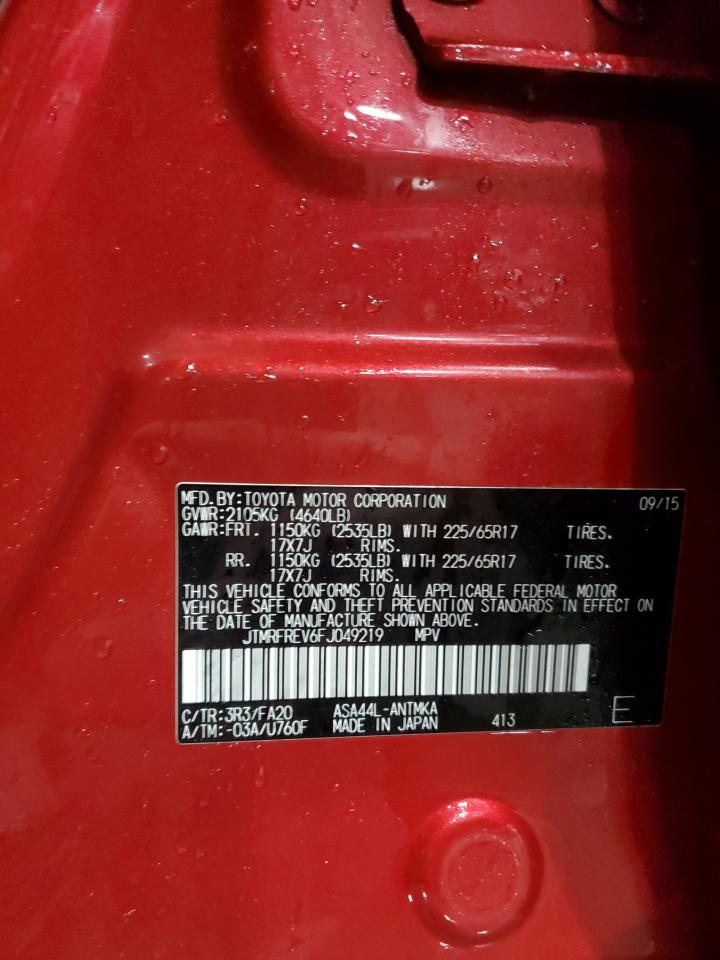 MFD. BY: TOYOTA MOTOR CORPORATION 09/15
GVWR: 2105KG (4640LB)
GAWR: FRT. 1150KG (2535LB) WITH 225/65R17 TIRES.
17X7J RIMS.
RR. 1150KG (2535LB) WITH 225/65R17 TIRES.
17X7J RIMS.
THIS VEHICLE CONFORMS TO ALL APPLICABLE FEDERAL MOTOR
VEHICLE SAFETY AND THEFT PREVENTION STANDARDS IN EFFECT ON
THE DATE OF MANUFACTURE SHOWN ABOVE.
JTMRFREV6FJ049219 MPV
C/TR: 3R3/FA20 ASA44L-ANTMKA
A/TM: -03A/U760F MADE IN JAPAN 413 E